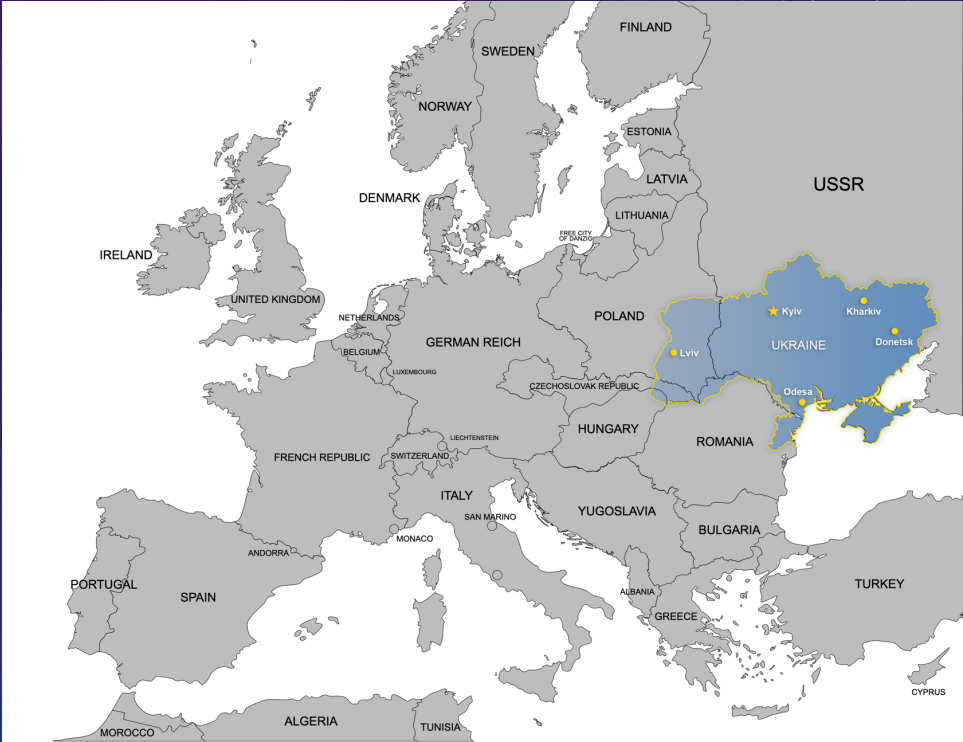 FINLAND
SWEDEN
NORWAY
ESTONIA
LATVIA
USSR
DENMARK
LITHUANIA
FREE CITY
OF DANZIG
IRELAND
UNITED KINGDOM
Kyiv
Kharkiv
NETHERLANDS
POLAND
GERMAN REICH
UKRAINE
Donetsk
BELGIUM
Lviv
LUXEMBOURG
CZECHOSLOVAK REPUBLIC
Odesa
HUNGARY
LIECHTENSTEIN
ROMANIA
FRENCH REPUBLIC
SWITZERLAND
ITALY
SAN MARINO
YUGOSLAVIA
BULGARIA
MONACO
ANDORRA
PORTUGAL
SPAIN
ALBANIA
TURKEY
GREECE
CYPRUS
MOROCCO
ALGERIA
TUNISIA